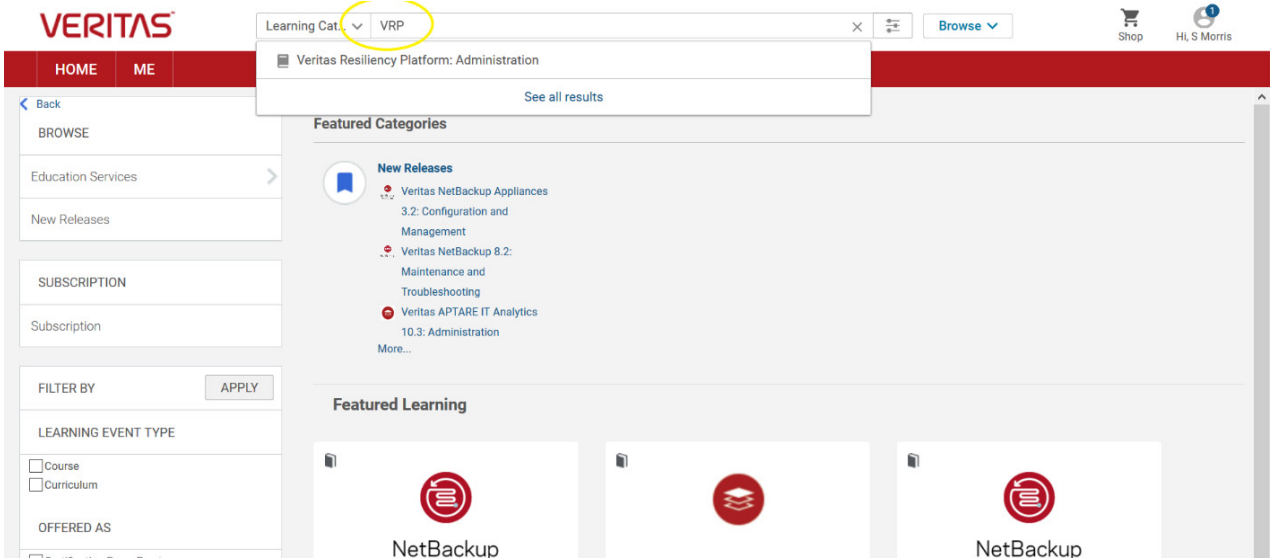 VERITAS
Learning Cat... VRP
Browse
1
Shop
Hi, S Morris
Veritas Resiliency Platform: Administration
See all results
HOME ME
Back
BROWSE
Education Services
New Releases
SUBSCRIPTION
Subscription
FILTER BY APPLY
LEARNING EVENT TYPE
Course
Curriculum
OFFERED AS
Featured Categories
New Releases
Veritas NetBackup Appliances
3.2: Configuration and
Management
Veritas NetBackup 8.2:
Maintenance and
Troubleshooting
Veritas APTARE IT Analytics
10.3: Administration
More...
Featured Learning
NetBackup
NetBackup